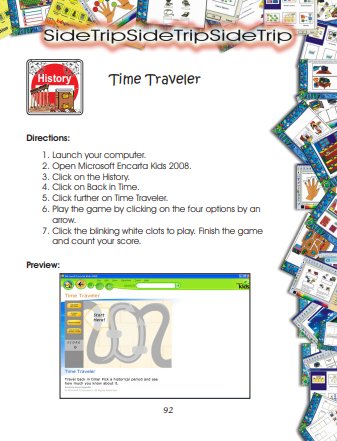 SideTripSideTripSideTrip
History
Time Traveler
Directions:
1. Launch your computer.
2. Open Microsoft Encarta Kids 2008.
3. Click on the History.
4. Click on Back in Time.
5. Click further on Time Traveler.
6. Play the game by clicking on the four options by an
arrow.
7. Click the blinking white clots to play. Finish the game
and count your score.
Preview:
kids
Time Traveler
Start
Here!
Time Traveler
Travel back in time! Pick a historical period and see
how much you know about it.
92